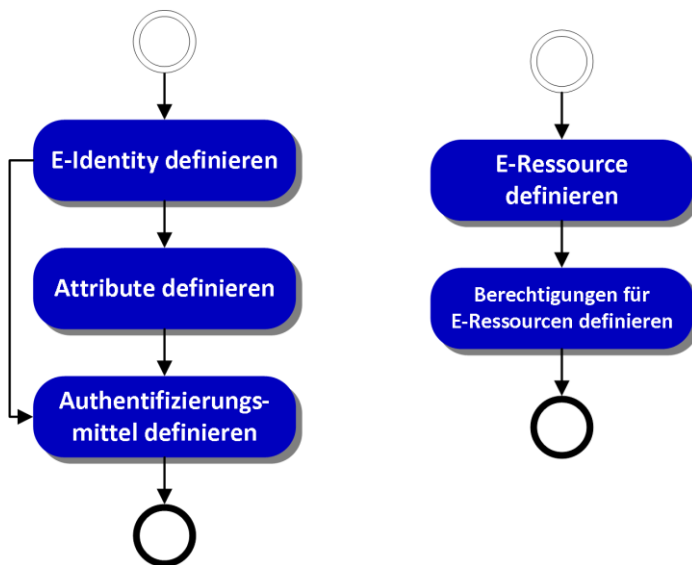 E-Identity definieren
Attribute definieren
Authentifizierungs-
mittel definieren
E-Ressource
definieren
Berechtigungen für
E-Ressourcen definieren